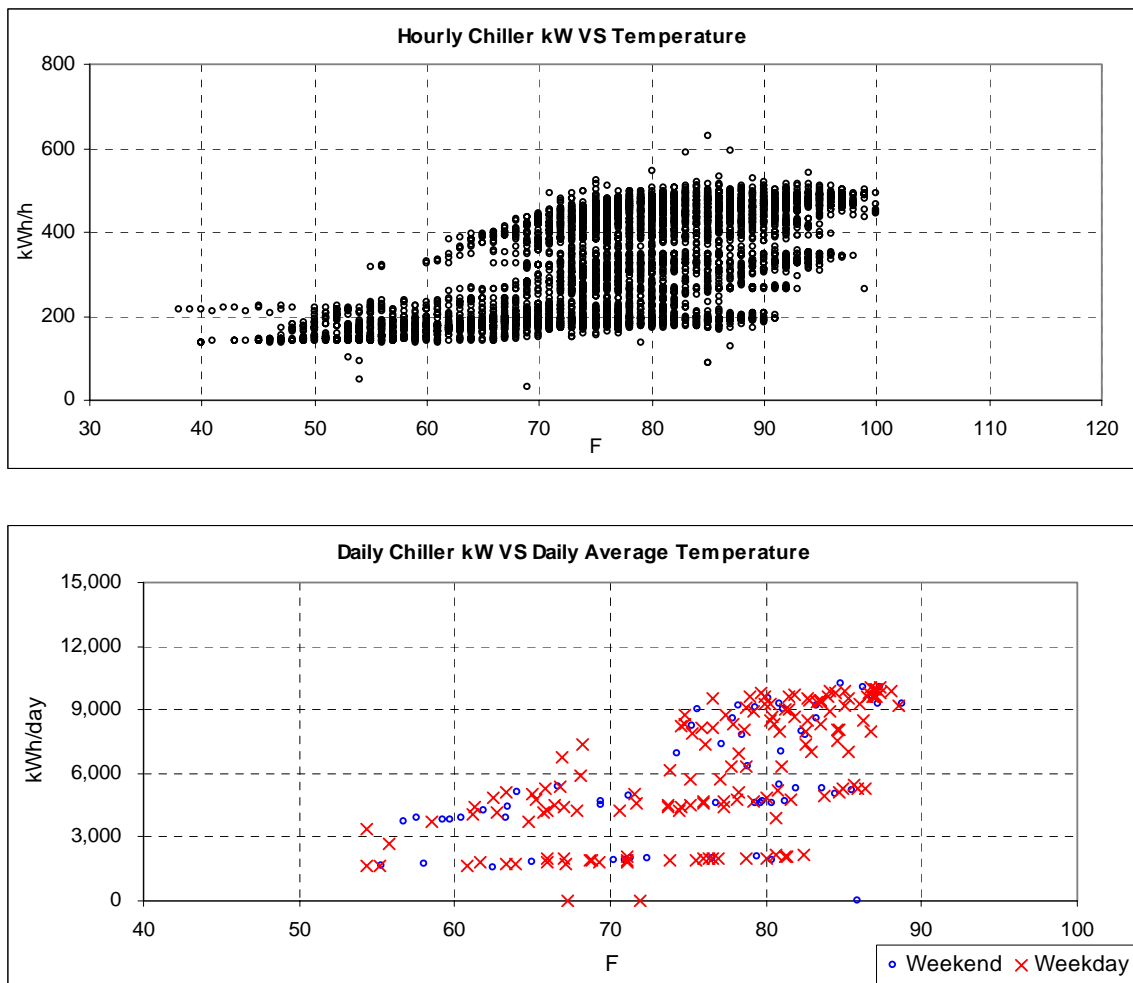 Hourly Chiller kW VS Temperature
800
600
400
200
0
kWh/h
30 40 50 60 70 80 90 100 110 120
F
Daily Chiller kW VS Daily Average Temperature
15,000
12,000
9,000
6,000
3,000
0
kWh/day
40 50 60 70 80 90 100
F
Weekend Weekday